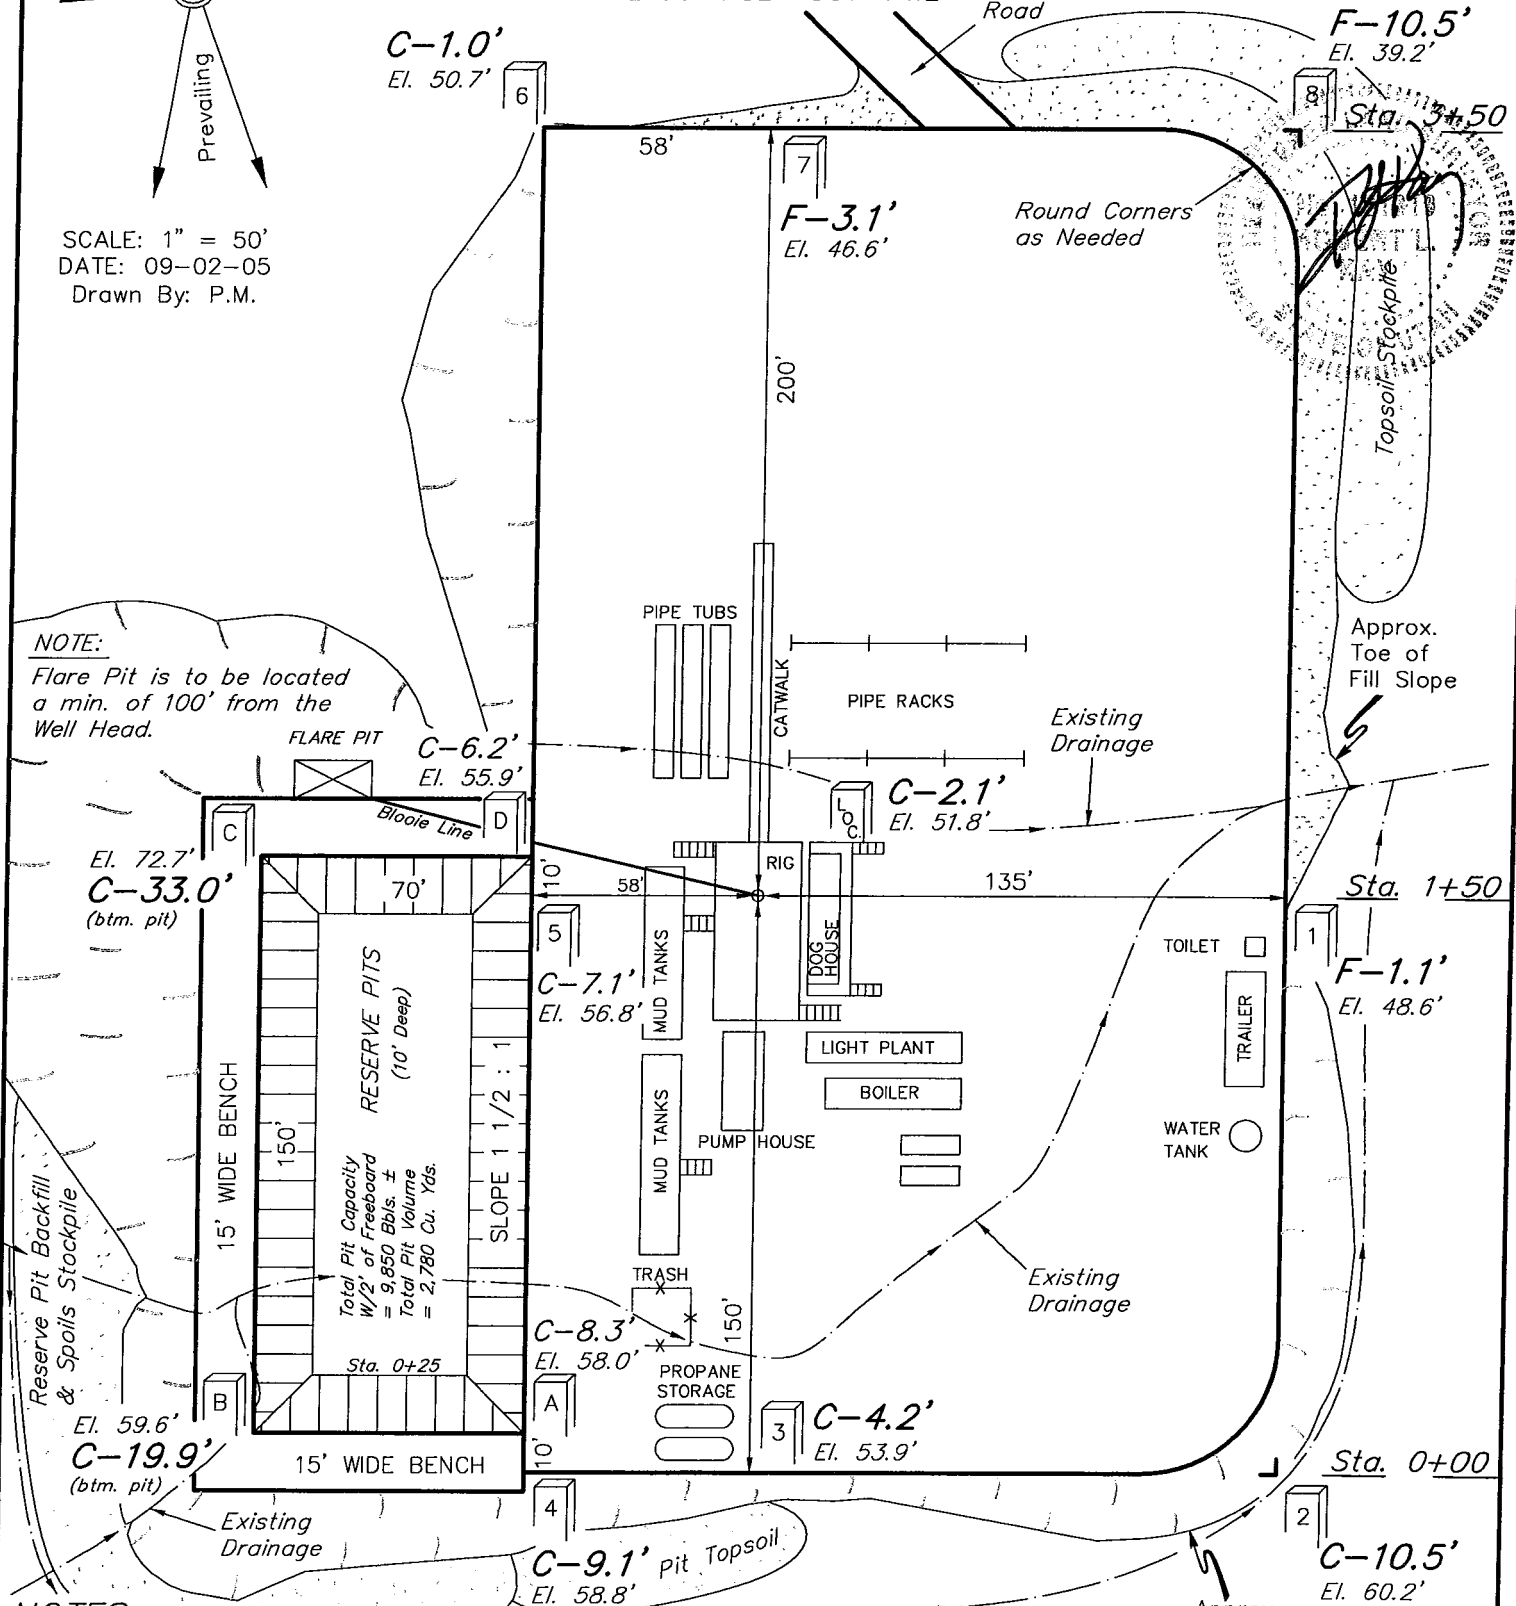 Road
F-10.5'
El. 39.2'
C-1.0'
El. 50.7'
6
8
Sta. 3+50
Prevailing
58'
7
F-3.1'
El. 46.6'
Round Corners
as Needed
SCALE: 1" = 50'
DATE: 09-02-05
Drawn By: P.M.
UTAH
Topsoil Stockpile
200'
NOTE:
Flare Pit is to be located
a min. of 100' from the
Well Head.
PIPE TUBS
CATWALK
PIPE RACKS
Approx.
Toe of
Fill Slope
Existing
Drainage
FLARE PIT
C-6.2'
El. 55.9'
Blooie Line
D
C
LOC.
C-2.1'
El. 51.8'
El. 72.7'
C-33.0'
(btm. pit)
70'
10'
58'
RIG
135'
Sta. 1+50
5
C-7.1'
El. 56.8'
MUD TANKS
DOG
HOUSE
TOILET
1
F-1.1'
El. 48.6'
TRAILER
RESERVE PITS
(10' Deep)
LIGHT PLANT
BOILER
PUMP HOUSE
WATER
TANK
MUD TANKS
15' WIDE BENCH
150'
SLOPE 1 1/2 : 1
Total Pit Capacity
W/2' of Freeboard
= 9,850 Bbls. ±
Total Pit Volume
= 2,780 Cu. Yds.
Reserve Pit Backfill
& Spoils Stockpile
TRASH
150'
Existing
Drainage
C-8.3'
El. 58.0'
Sta. 0+25
PROPANE
STORAGE
B
A
El. 59.6'
C-19.9'
(btm. pit)
15' WIDE BENCH
10'
3
C-4.2'
El. 53.9'
Sta. 0+00
Existing
Drainage
4
C-9.1'
El. 58.8'
Pit Topsoil
2
C-10.5'
El. 60.2'